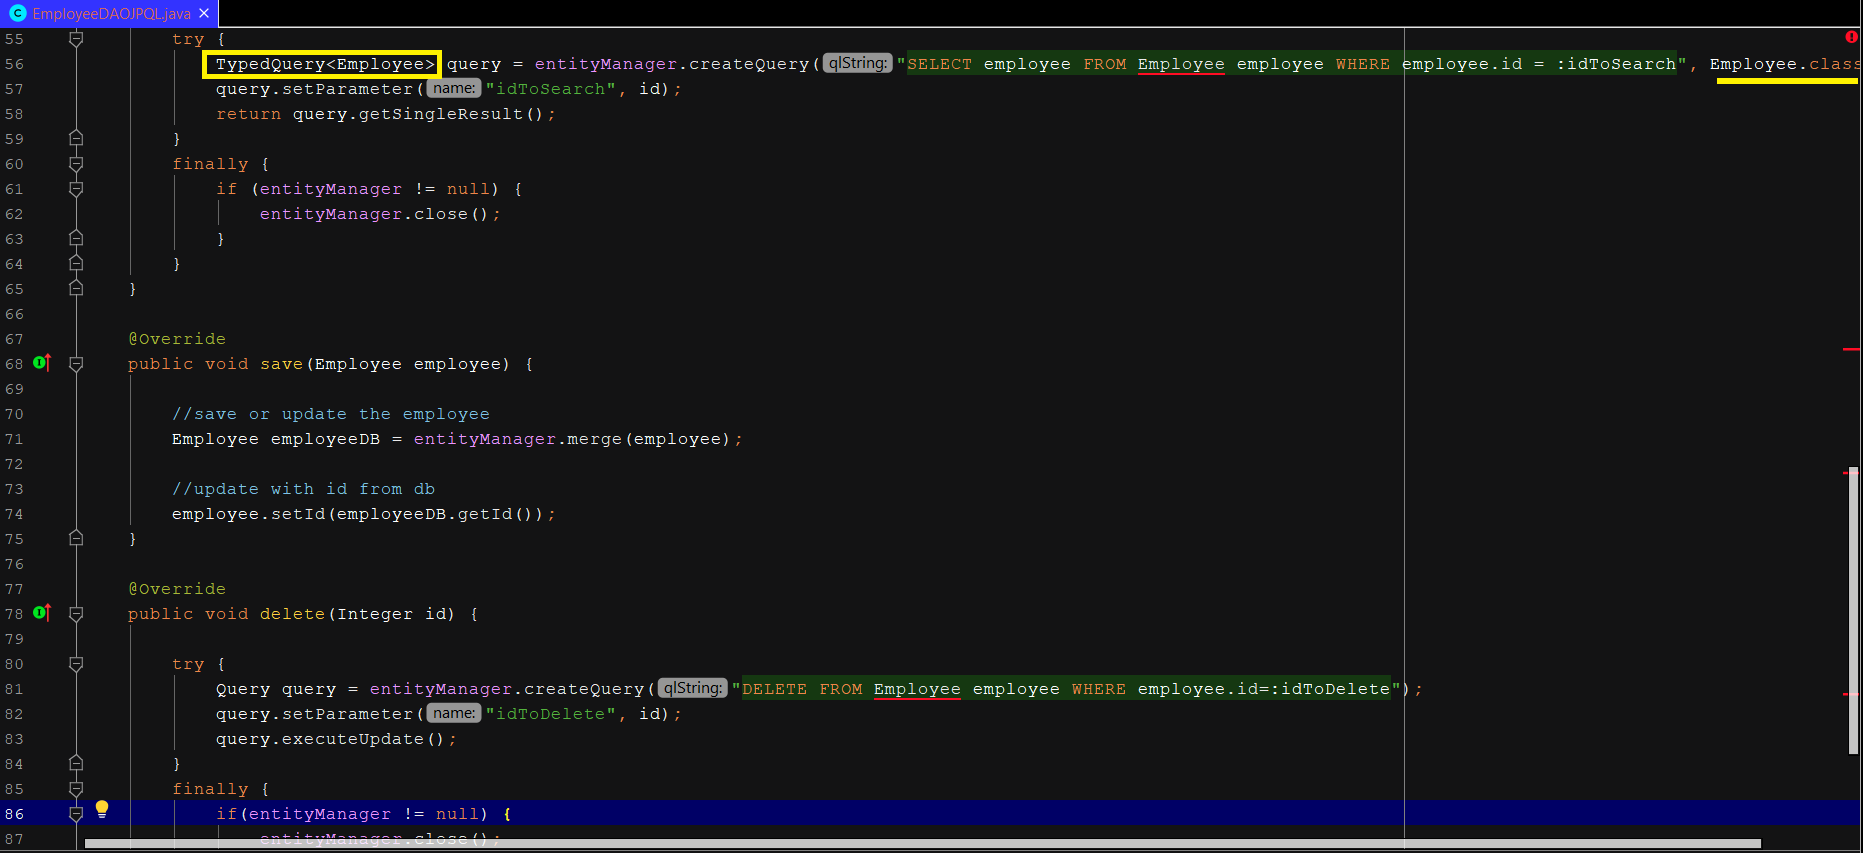 EmployeeDAOJPQL.java
55 try {
56 TypedQuery<Employee> query = entityManager.createQuery( qlString: "SELECT employee FROM Employee employee WHERE employee.id = :idToSearch", Employee.class
57 query.setParameter( name: "idToSearch", id);
58 return query.getSingleResult();
59 }
60 finally {
61 if (entityManager != null) {
62 entityManager.close();
63 }
64 }
65 }
66
67 @Override
68 public void save(Employee employee) {
69
70 //save or update the employee
71 Employee employeeDB = entityManager.merge(employee);
72
73 //update with id from db
74 employee.setId(employeeDB.getId());
75 }
76
77 @Override
78 public void delete(Integer id) {
79
80 try {
81 Query query = entityManager.createQuery( qlString: "DELETE FROM Employee employee WHERE employee.id=:idToDelete");
82 query.setParameter( name: "idToDelete", id);
83 query.executeUpdate();
84 }
85 finally {
86 if(entityManager != null) {
87 entityManager.close();